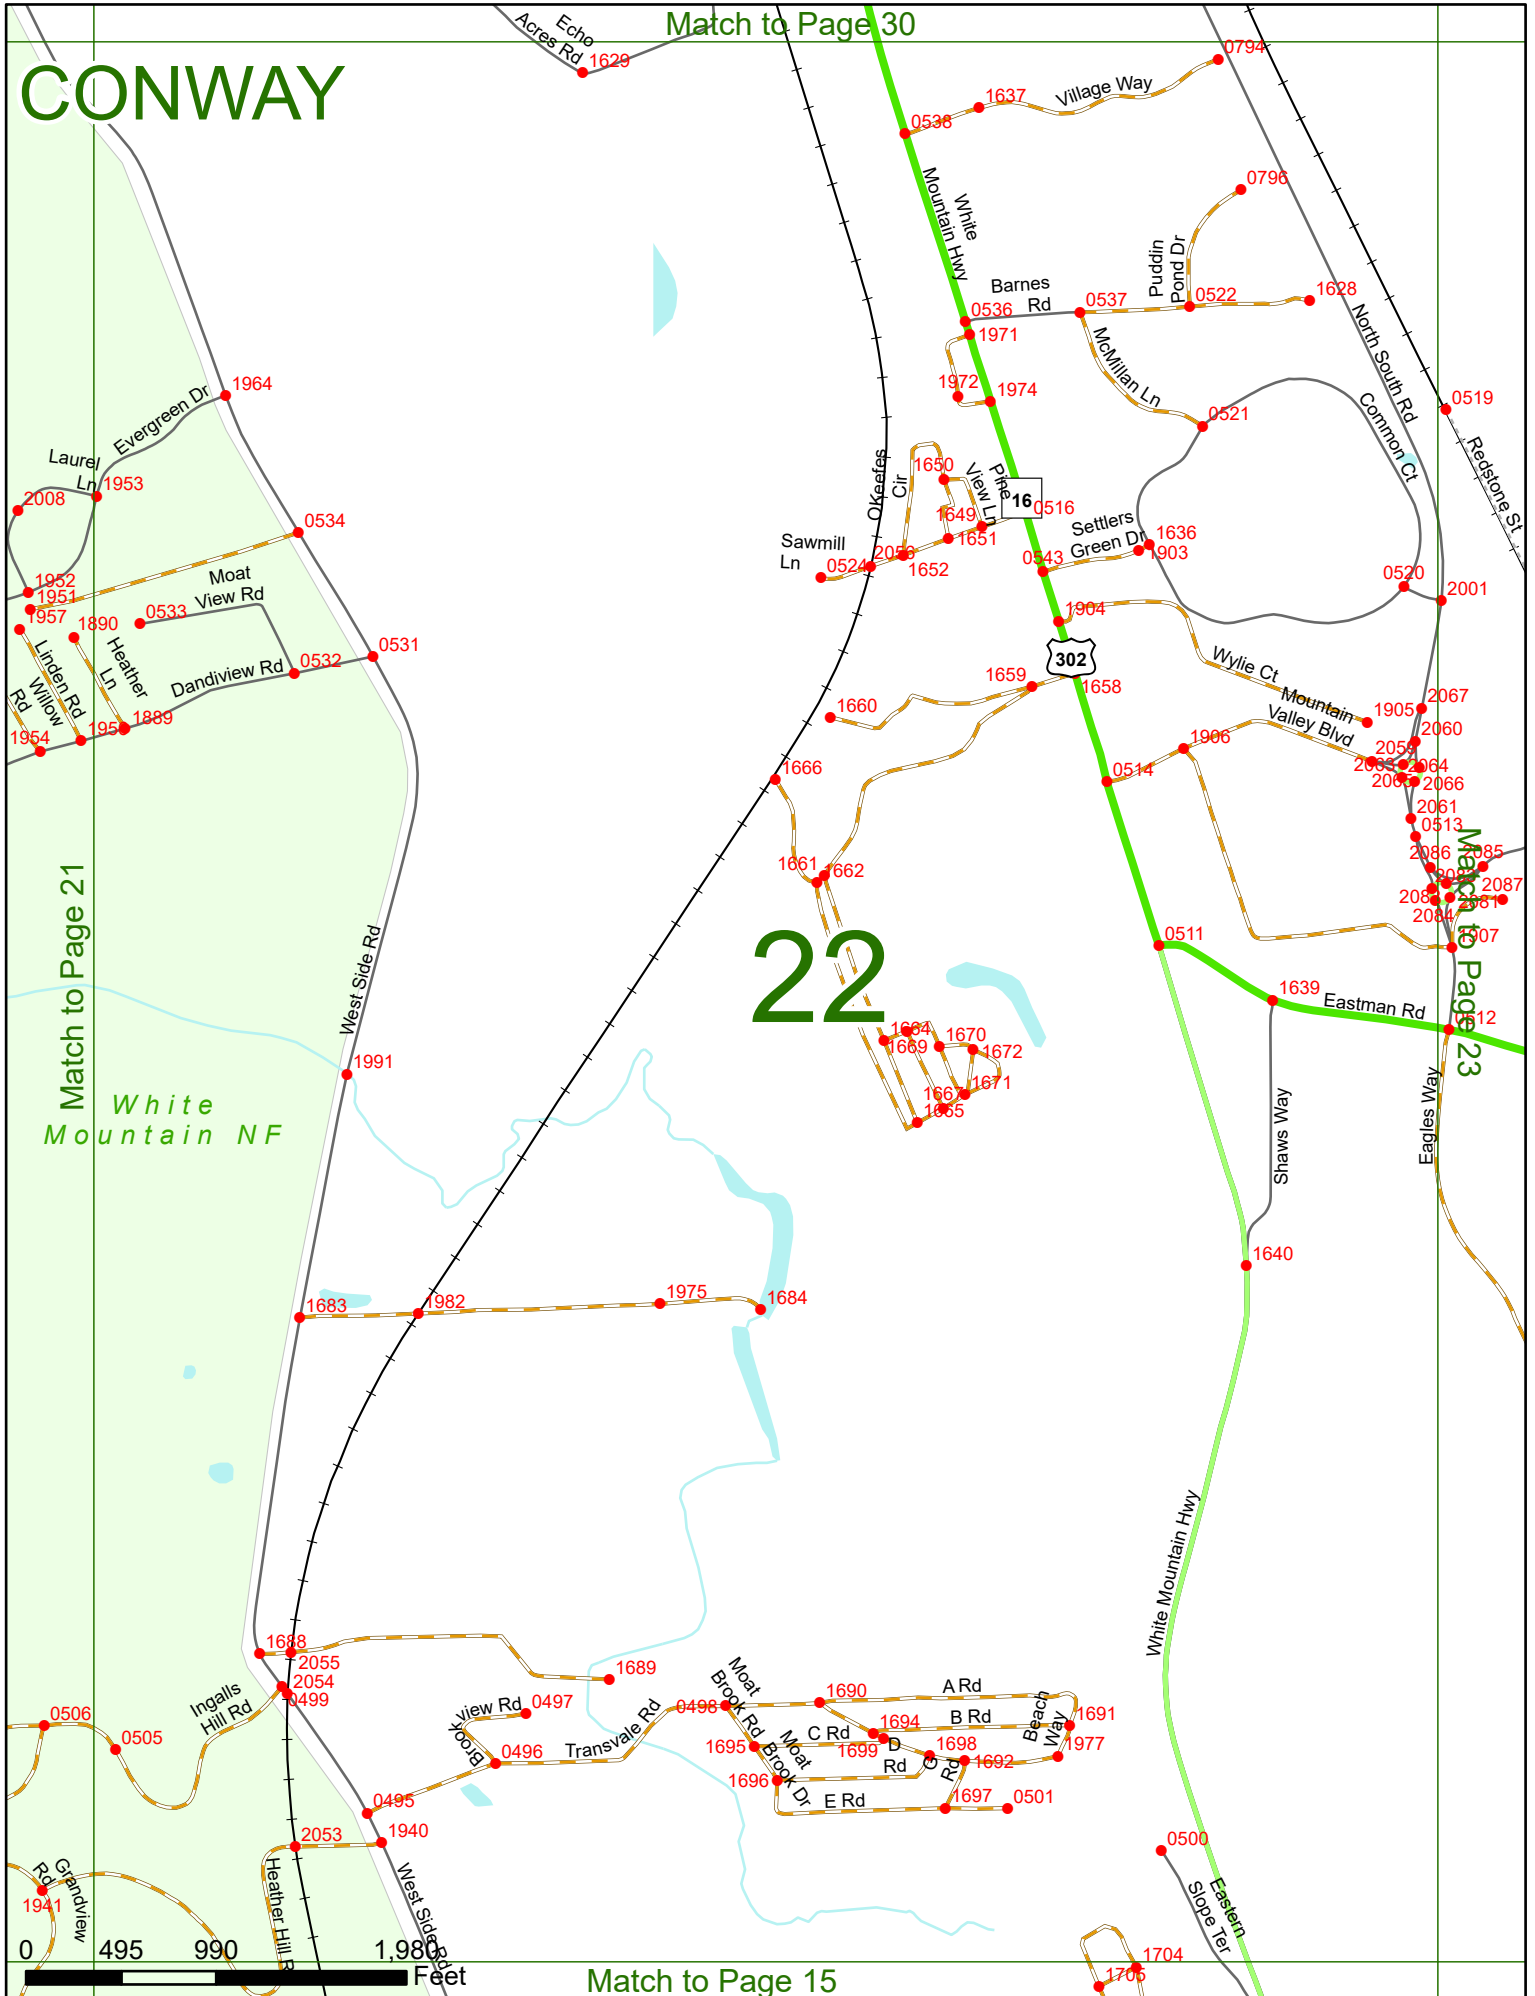 Match to Page 30
CONWAY
Echo
Acres Rd
1629
0794
1637
Village Way
0538
0796
White
Mountain Hwy
Puddin
Pond Dr
Barnes
Rd
0536
0537
0522
1628
1971
North South Rd
McMillan Ln
1964
1972
1974
0521
Common Ct
0519
Evergreen Dr
Laurel
Ln
1953
2008
Redstone St
OKeefes
Cir
1650
Pine
View Ln
16
0516
1649
1651
Settlers
Green Dr
1636
1903
0534
Sawmill
Ln
0524
2056
1652
0543
0520
2001
1952
1951
1957
Moat
View Rd
0533
1890
1904
Heather
Ln
Linden Rd
Willow
Rd
0531
0532
Dandiview Rd
302
Wylie Ct
1659
1658
1660
Mountain
Valley Blvd
1905
2067
1889
1954
2060
1906
2064
2066
1666
0514
2061
0513
1661
1662
2086
2085
2087
2081
2084
1907
Match to Page 21
Match to Page 23
West Side Rd
22
0511
1639
Eastman Rd
0512
1664
1669
1670
1672
1671
1667
1665
1991
White
Mountain NF
Shaws Way
Eagles Way
1640
1683
1982
1975
1684
White Mountain Hwy
1688
2055
2054
0499
1689
Ingalls
Hill Rd
0506
0505
view Rd
Brook
0497
0496
Transvale Rd
0498
Moat
Brook Rd
1690
A Rd
Beach
Way
1691
B Rd
1694
C Rd
1699
1695
D
Rd
1698
G
Rd
1692
1977
Moat
Brook Dr
1696
E Rd
1697
0501
0495
2053
1940
0500
Grandview
Rd
1941
Heather Hill R
West Side Rd
Eastern
Slope Ter
1704
1705
0 495 990 1,980
Feet
Match to Page 15